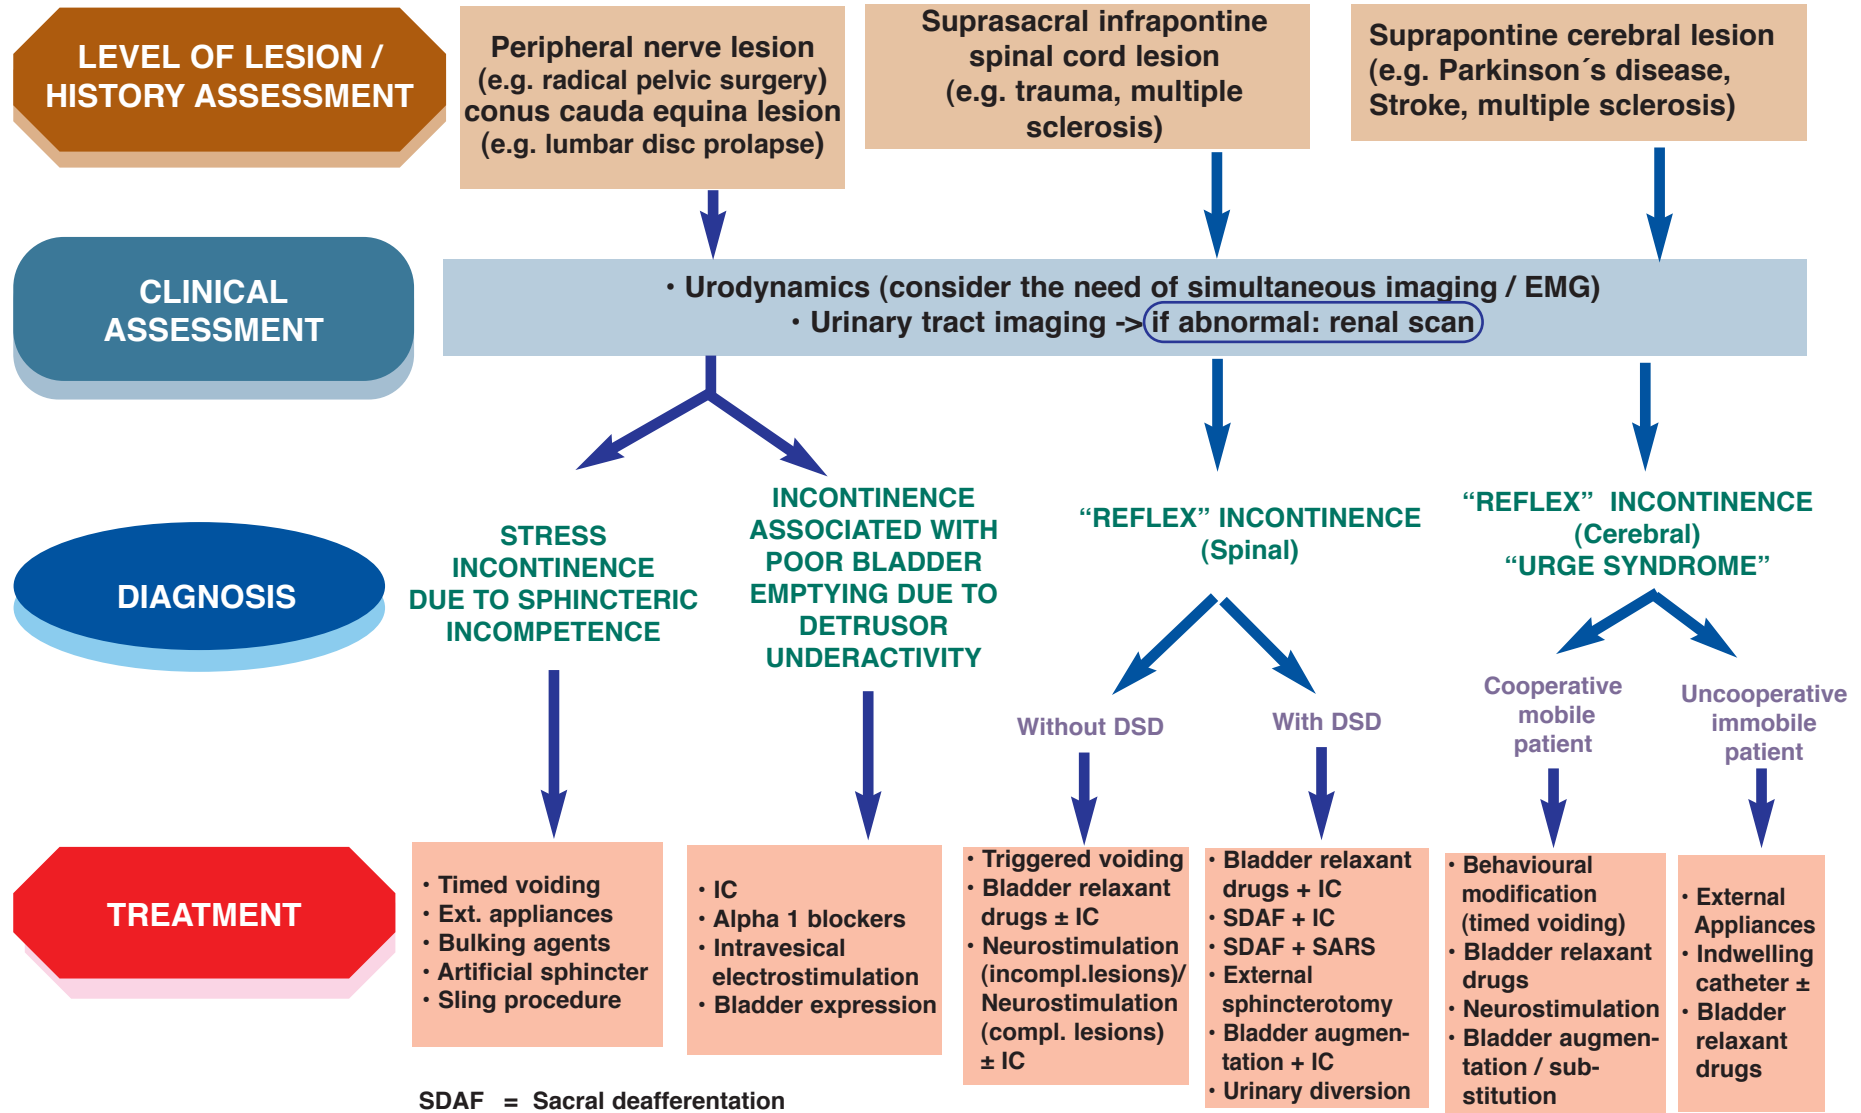 LEVEL OF LESION /
HISTORY ASSESSMENT
Peripheral nerve lesion
(e.g. radical pelvic surgery)
conus cauda equina lesion
(e.g. lumbar disc prolapse)
Suprasacral infrapontine
spinal cord lesion
(e.g. trauma, multiple
sclerosis)
Suprapontine cerebral lesion
(e.g. Parkinson´s disease,
Stroke, multiple sclerosis)
CLINICAL
ASSESSMENT
· Urodynamics (consider the need of simultaneous imaging / EMG)
· Urinary tract imaging -> if abnormal: renal scan
DIAGNOSIS
STRESS
INCONTINENCE
DUE TO SPHINCTERIC
INCOMPETENCE
INCONTINENCE
ASSOCIATED WITH
POOR BLADDER
EMPTYING DUE TO
DETRUSOR
UNDERACTIVITY
“REFLEX” INCONTINENCE
(Spinal)
“REFLEX” INCONTINENCE
(Cerebral)
“URGE SYNDROME”
Without DSD
With DSD
Cooperative
mobile
patient
Uncooperative
immobile
patient
TREATMENT
· Timed voiding
· Ext. appliances
· Bulking agents
· Artificial sphincter
· Sling procedure
· IC
· Alpha 1 blockers
· Intravesical
electrostimulation
· Bladder expression
· Triggered voiding
· Bladder relaxant
drugs ± IC
· Neurostimulation
(incompl.lesions)/
Neurostimulation
(compl. lesions)
± IC
· Bladder relaxant
drugs + IC
· SDAF + IC
· SDAF + SARS
· External
sphincterotomy
· Bladder augmen-
tation + IC
· Urinary diversion
· Behavioural
modification
(timed voiding)
· Bladder relaxant
drugs
· Neurostimulation
· Bladder augmen-
tation / sub-
stitution
· External
Appliances
· Indwelling
catheter ±
· Bladder
relaxant
drugs
SDAF = Sacral deafferentation